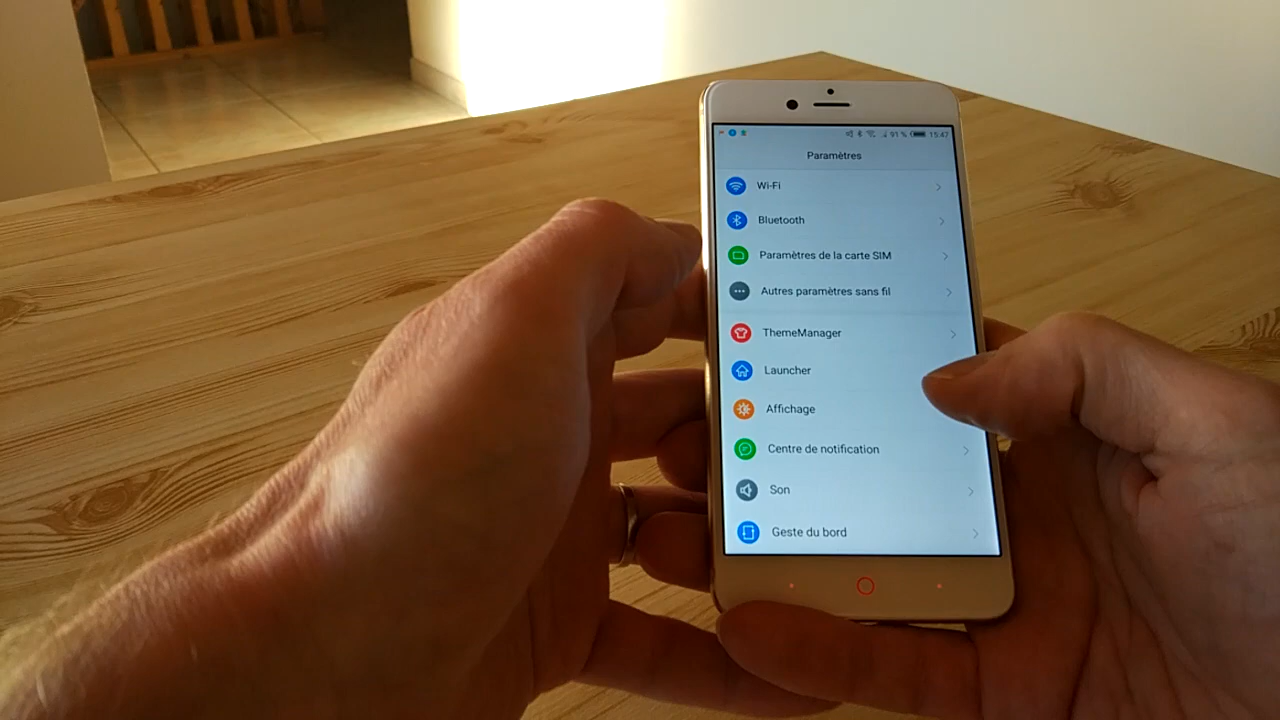 91 % 15:47
Paramètres
Wi-Fi
Bluetooth
Paramètres de la carte SIM
Autres paramètres sans fil
ThemeManager
Launcher
Affichage
Centre de notification
Son
Geste du bord